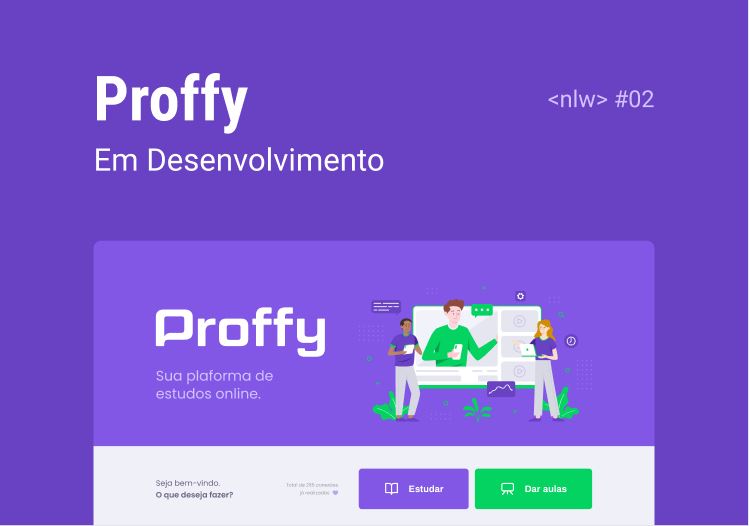 Proffy
<nlw> #02
Em Desenvolvimento
Proffy
Sua plaforma de
estudos online.
Seja bem-vindo.
O que deseja fazer?
Total de 285 conexões
já realizadas
Estudar
Dar aulas